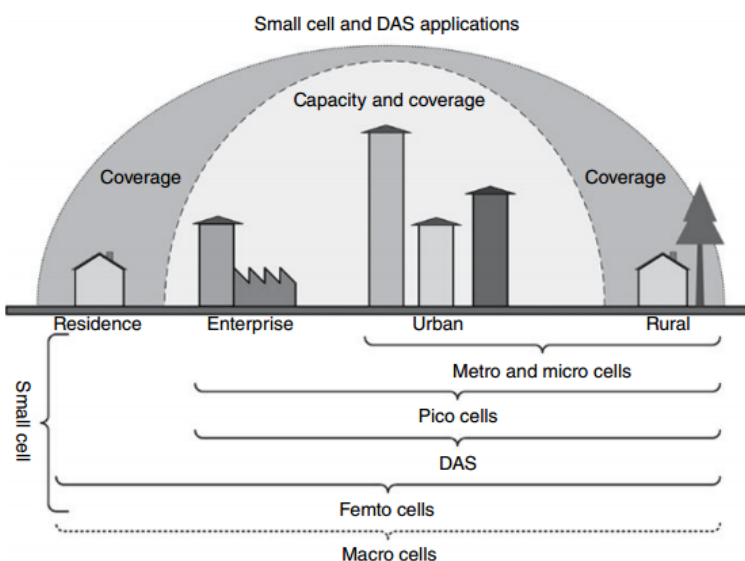 Small cell and DAS applications
Capacity and coverage
Coverage
Coverage
Residence
Enterprise
Urban
Rural
Small cell
Metro and micro cells
Pico cells
DAS
Femto cells
Macro cells